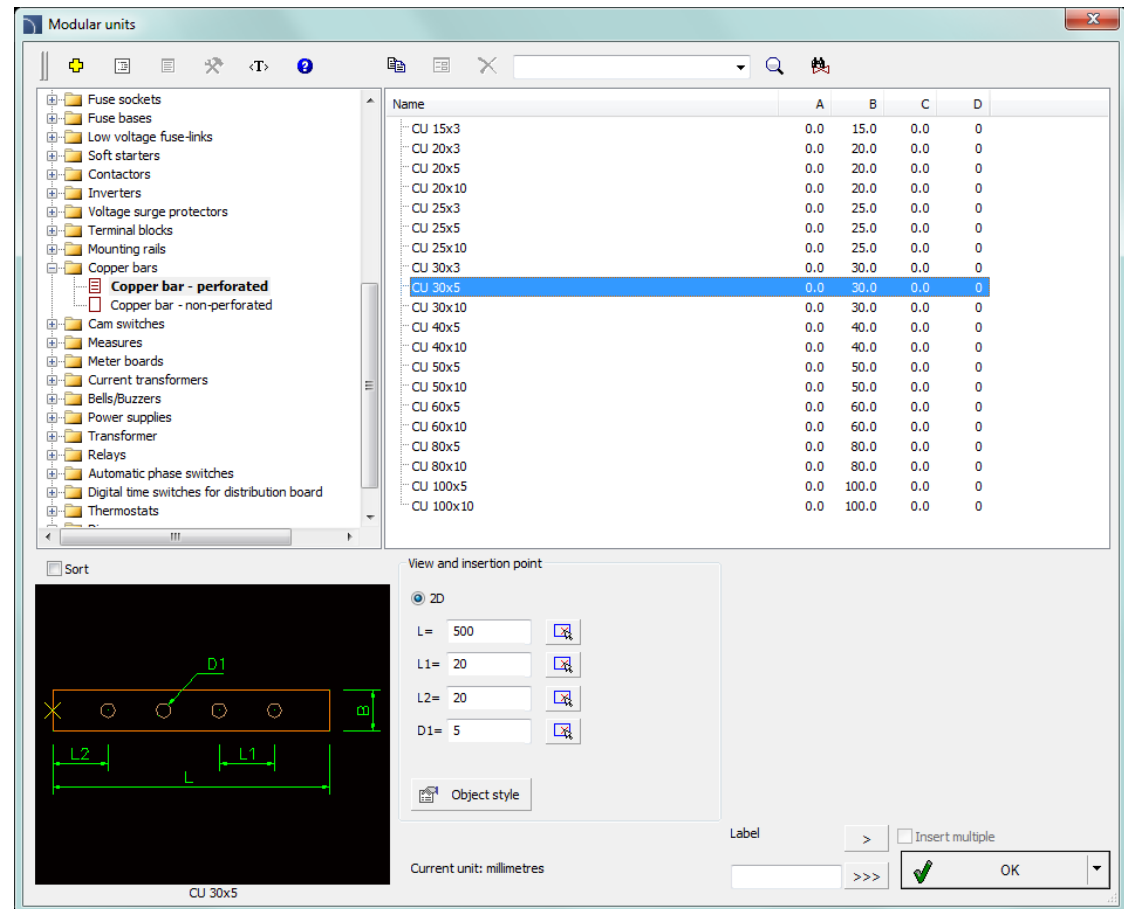 Modular units
<T>
Fuse sockets
Fuse bases
Low voltage fuse-links
Soft starters
Contactors
Inverters
Voltage surge protectors
Terminal blocks
Mounting rails
Copper bars
Copper bar - perforated
Copper bar - non-perforated
Cam switches
Measures
Meter boards
Current transformers
Bells/Buzzers
Power supplies
Transformer
Relays
Automatic phase switches
Digital time switches for distribution board
Thermostats
Name A B C D
CU 15x3 0.0 15.0 0.0 0
CU 20x3 0.0 20.0 0.0 0
CU 20x5 0.0 20.0 0.0 0
CU 20x10 0.0 20.0 0.0 0
CU 25x3 0.0 25.0 0.0 0
CU 25x5 0.0 25.0 0.0 0
CU 25x10 0.0 25.0 0.0 0
CU 30x3 0.0 30.0 0.0 0
CU 30x5 0.0 30.0 0.0 0
CU 30x10 0.0 30.0 0.0 0
CU 40x5 0.0 40.0 0.0 0
CU 40x10 0.0 40.0 0.0 0
CU 50x5 0.0 50.0 0.0 0
CU 50x10 0.0 50.0 0.0 0
CU 60x5 0.0 60.0 0.0 0
CU 60x10 0.0 60.0 0.0 0
CU 80x5 0.0 80.0 0.0 0
CU 80x10 0.0 80.0 0.0 0
CU 100x5 0.0 100.0 0.0 0
CU 100x10 0.0 100.0 0.0 0
Sort
D1
B
L2
L1
L
CU 30x5
View and insertion point
2D
L= 500
L1= 20
L2= 20
D1= 5
Object style
Current unit: millimetres
Label
>
Insert multiple
>>>
OK